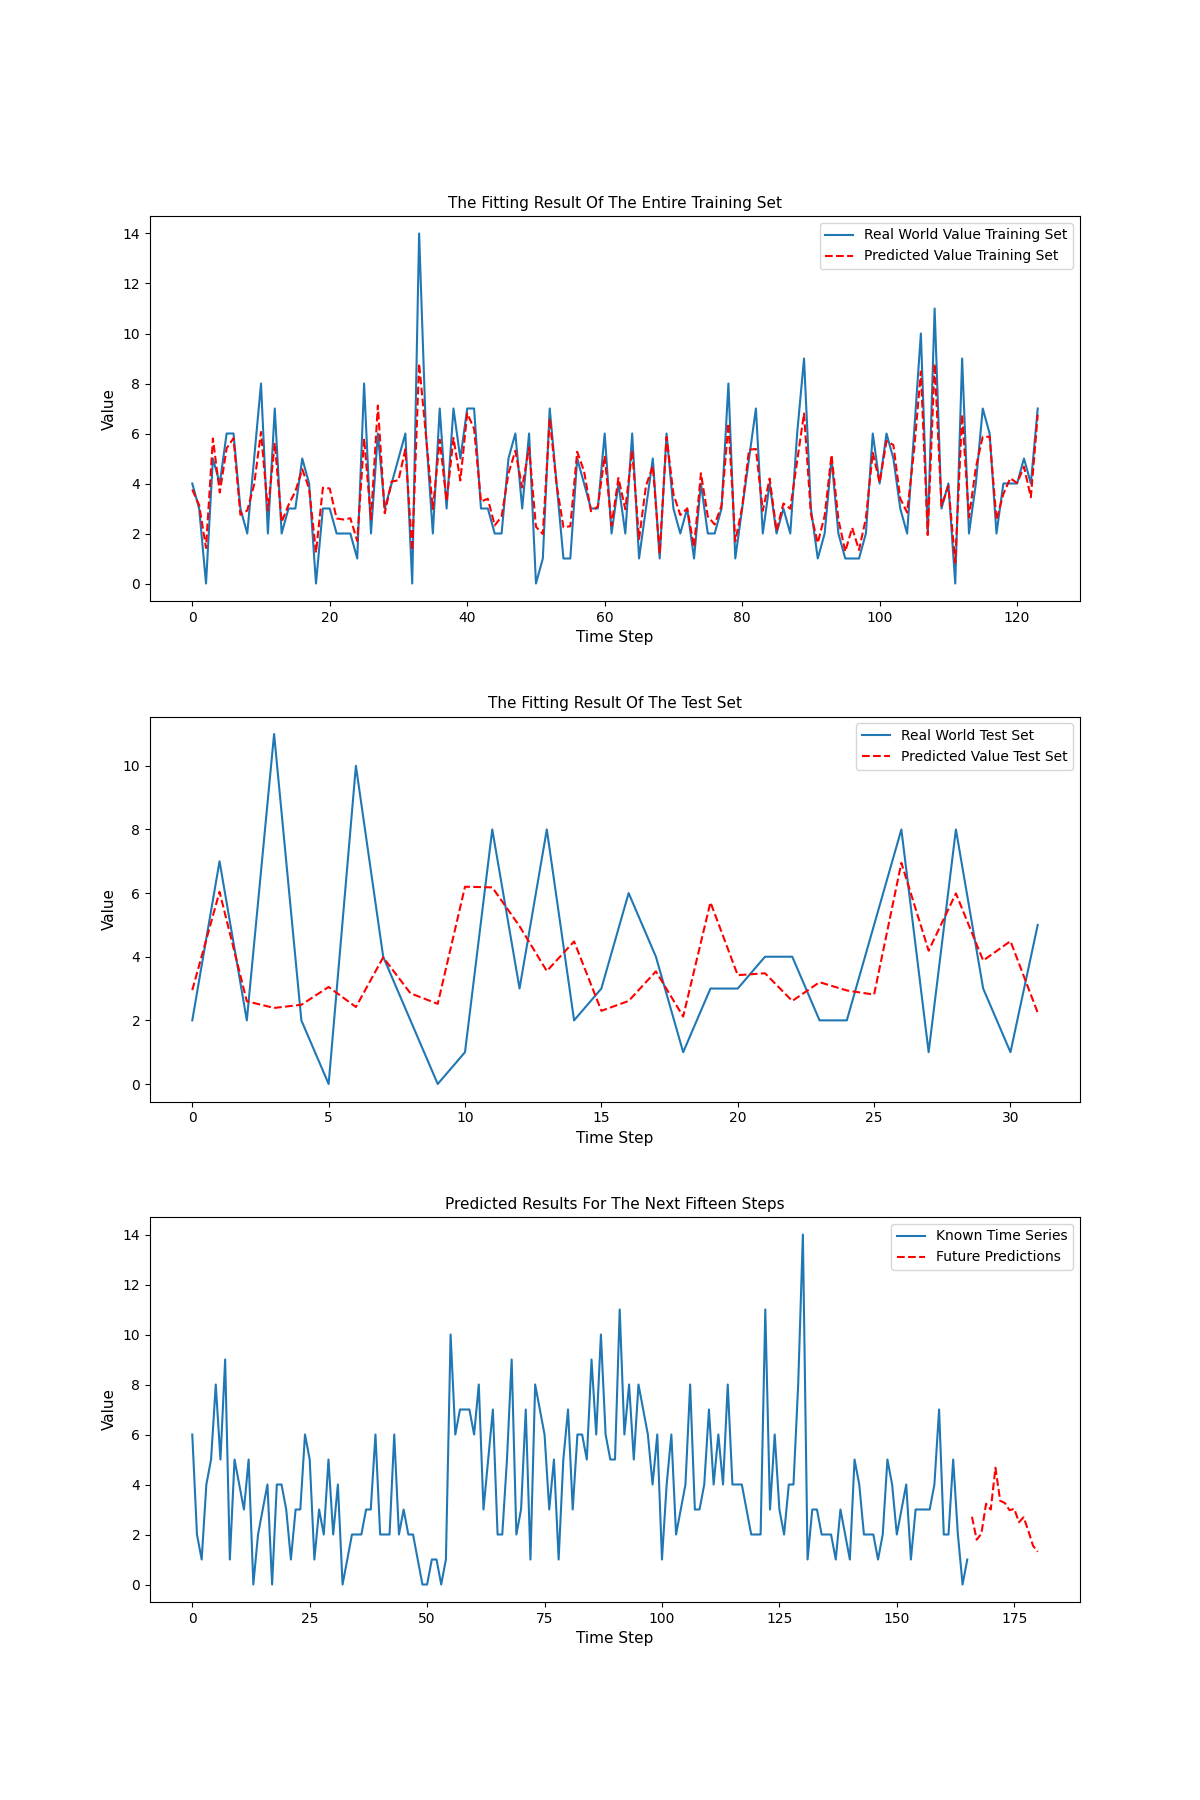 The Fitting Result Of The Entire Training Set
Real World Value Training Set
Predicted Value Training Set
Value
14
12
10
8
6
4
2
0
0 20 40 60 80 100 120
Time Step
The Fitting Result Of The Test Set
Real World Test Set
Predicted Value Test Set
Value
10
8
6
4
2
0
0 5 10 15 20 25 30
Time Step
Predicted Results For The Next Fifteen Steps
Known Time Series
Future Predictions
Value
14
12
10
8
6
4
2
0
0 25 50 75 100 125 150 175
Time Step